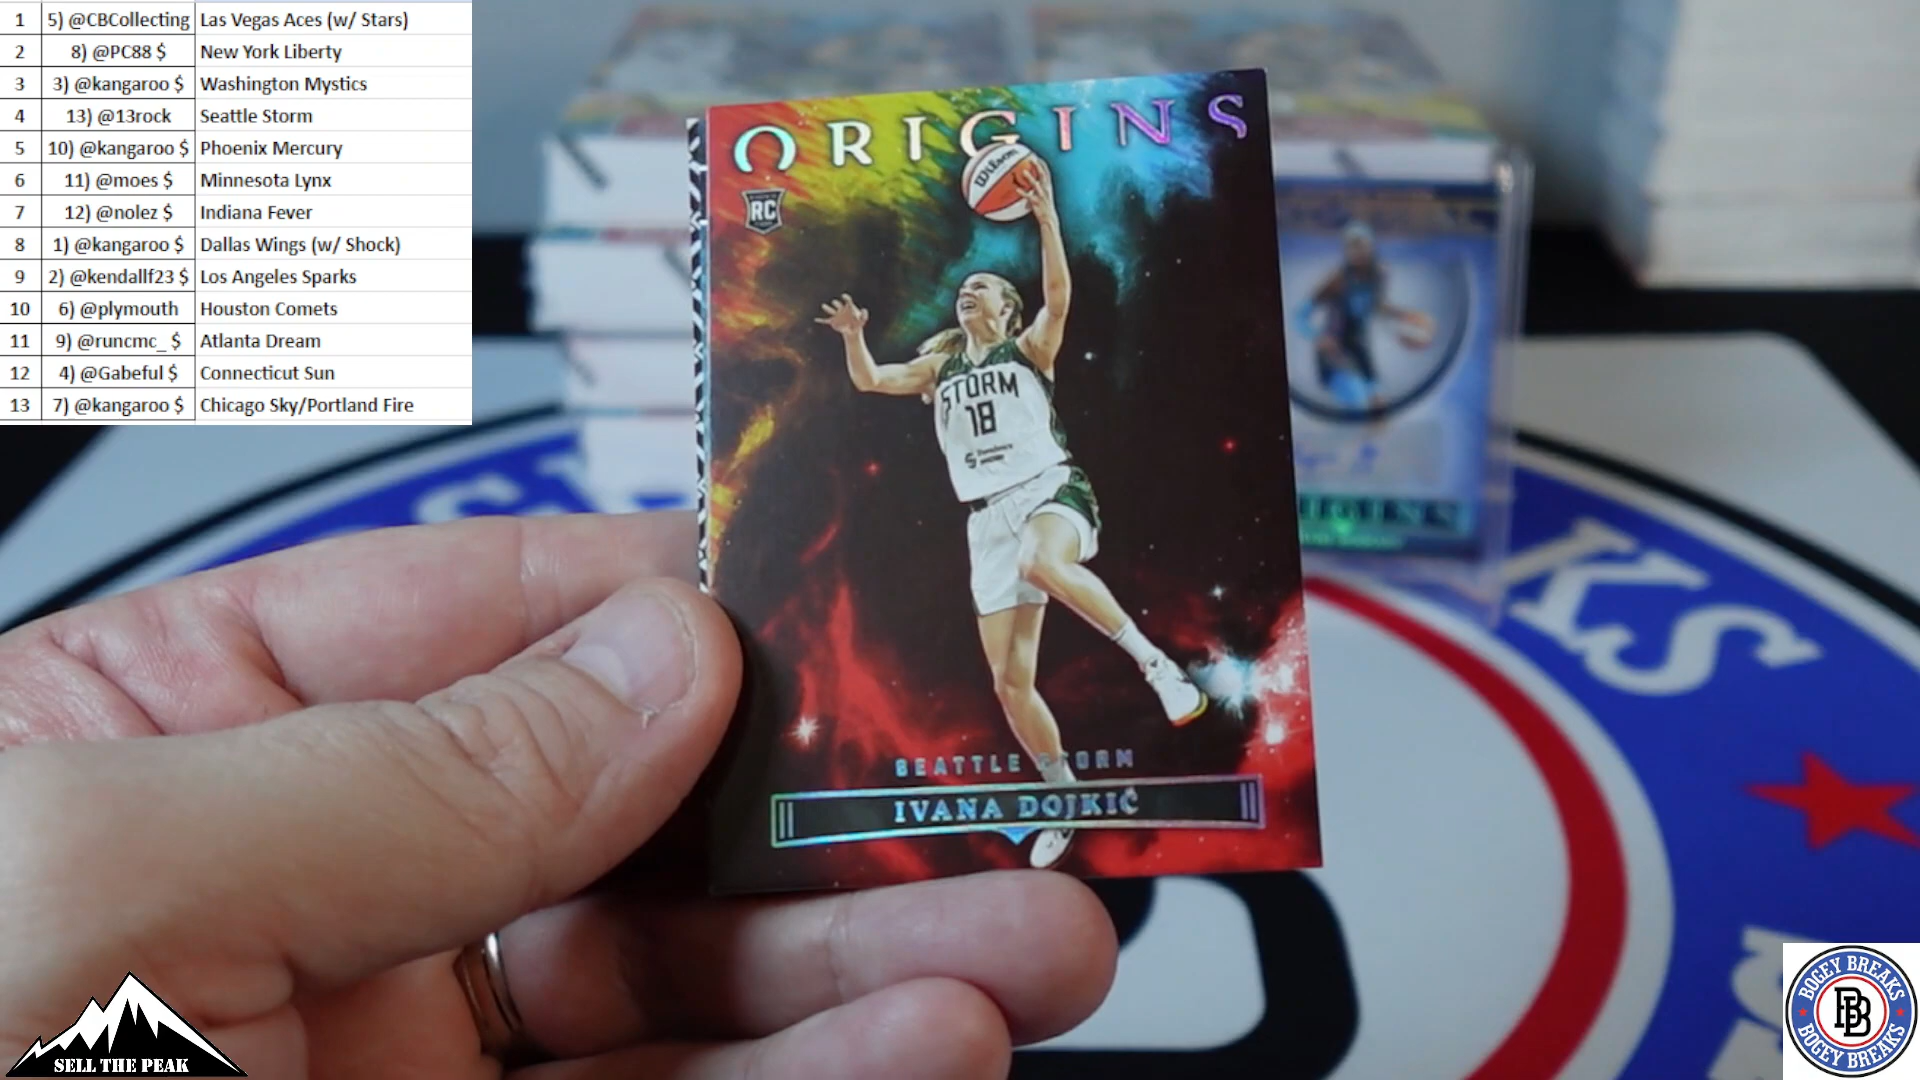 1 5) @CBCollecting Las Vegas Aces (w/ Stars)
2 8) @PC88 $ New York Liberty
3 3) @kangaroo $ Washington Mystics
4 13) @13rock Seattle Storm
5 10) @kangaroo $ Phoenix Mercury
6 11) @moes $ Minnesota Lynx
7 12) @nolez $ Indiana Fever
8 1) @kangaroo $ Dallas Wings (w/ Shock)
9 2) @kendallf23 $ Los Angeles Sparks
10 6) @plymouth Houston Comets
11 9) @runcmc_ $ Atlanta Dream
12 4) @Gabeful $ Connecticut Sun
13 7) @kangaroo $ Chicago Sky/Portland Fire
ORIGINS
Wilson
RC
STORM
18
SEATTLE STORM
IVANA DOJKIĆ
KS
SELL THE PEAK
BOGEY BREAKS
BB
BOGEY BREAKS